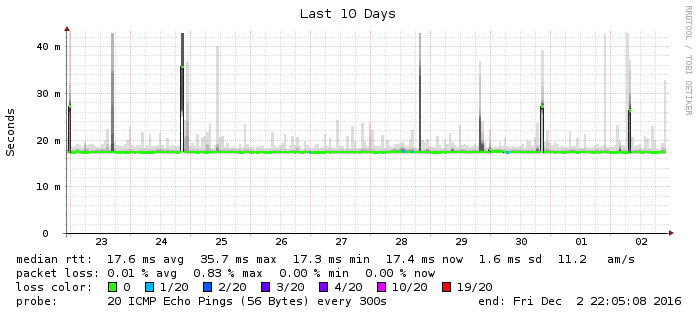 Last 10 Days
RRDTOOL / TOBI OETIKER
Seconds
40 m
30 m
20 m
10 m
0
23 24 25 26 27 28 29 30 01 02
median rtt: 17.6 ms avg 35.7 ms max 17.3 ms min 17.4 ms now 1.6 ms sd 11.2 am/s
packet loss: 0.01 % avg 0.83 % max 0.00 % min 0.00 % now
loss color: 0 1/20 2/20 3/20 4/20 10/20 19/20
probe: 20 ICMP Echo Pings (56 Bytes) every 300s end: Fri Dec 2 22:05:08 2016